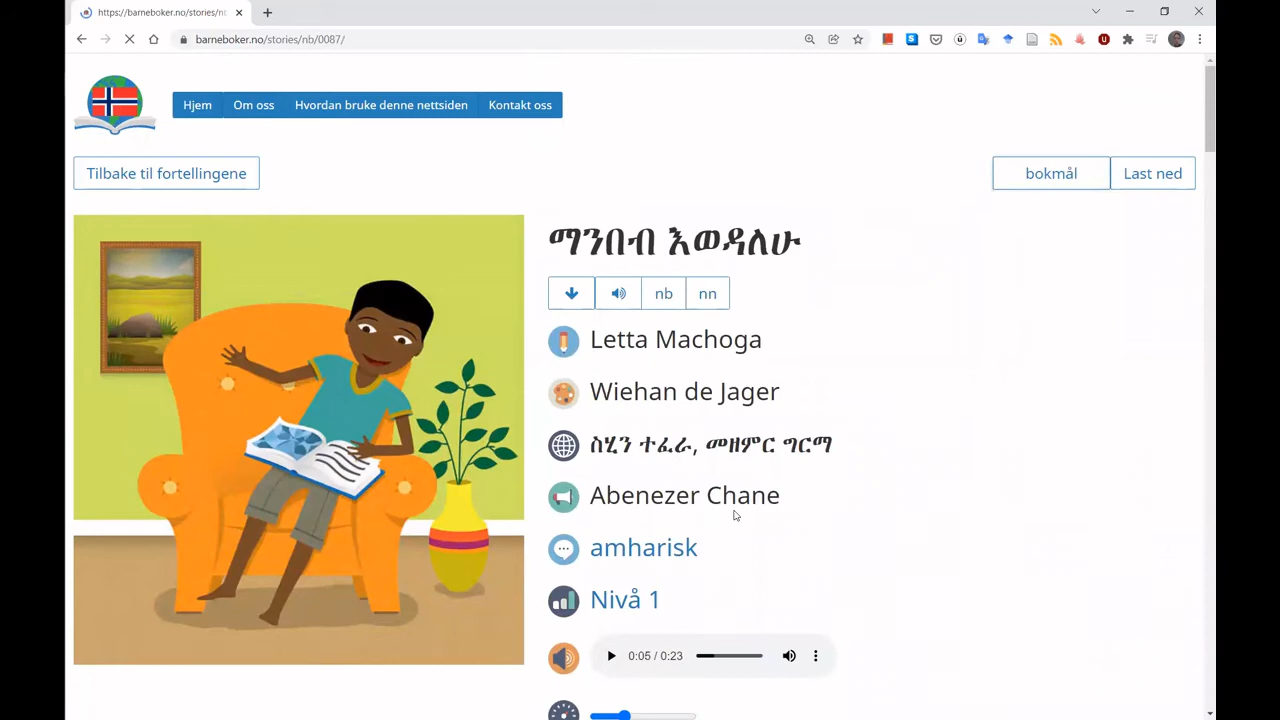 https://barneboker.no/stories/nb
barneboker.no/stories/nb/0087/
Hjem Om oss Hvordan bruke denne nettsiden Kontakt oss
Tilbake til fortellingene
bokmål Last ned
ማንበብ እወዳለሁ
nb nn
Letta Machoga
Wiehan de Jager
ስሂን ተፈራ, መዘምር ግርማ
Abenezer Chane
amharisk
Nivå 1
0:05 / 0:23